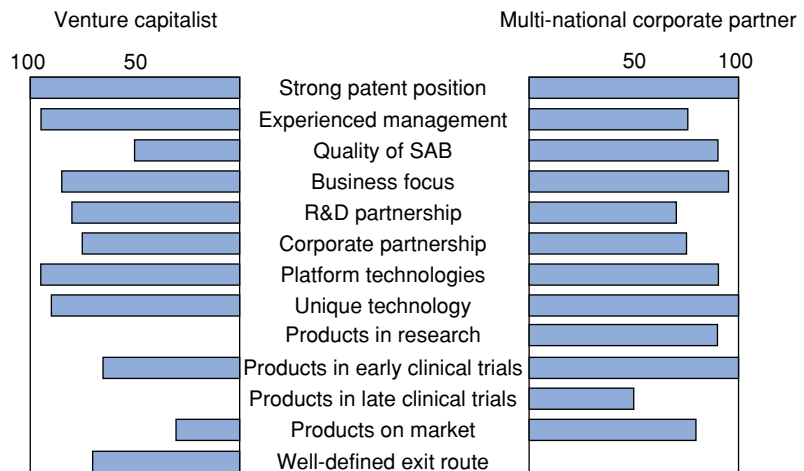 Venture capitalist
Multi-national corporate partner
100 50
50 100
Strong patent position
Experienced management
Quality of SAB
Business focus
R&D partnership
Corporate partnership
Platform technologies
Unique technology
Products in research
Products in early clinical trials
Products in late clinical trials
Products on market
Well-defined exit route